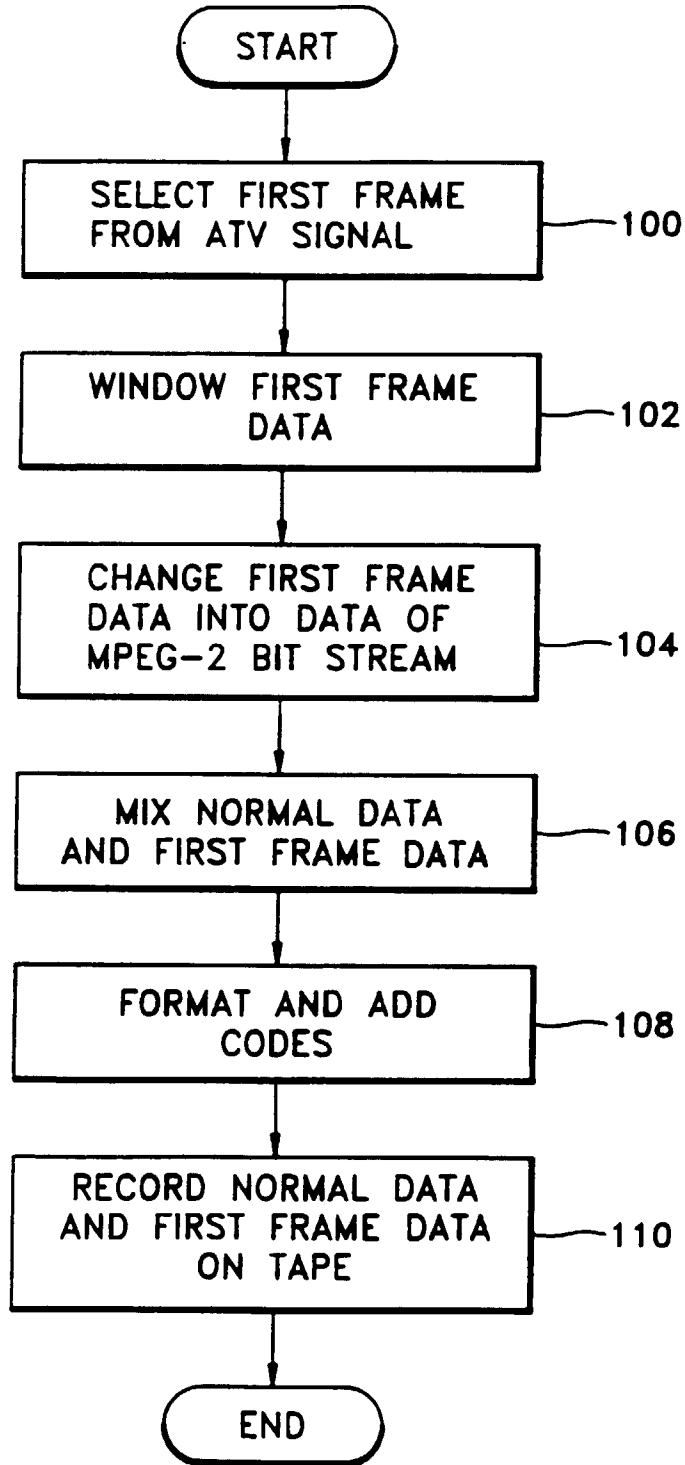 START
SELECT FIRST FRAME
FROM ATV SIGNAL
100
WINDOW FIRST FRAME
DATA
102
CHANGE FIRST FRAME
DATA INTO DATA OF
MPEG-2 BIT STREAM
104
MIX NORMAL DATA
AND FIRST FRAME DATA
106
FORMAT AND ADD
CODES
108
RECORD NORMAL DATA
AND FIRST FRAME DATA
ON TAPE
110
END